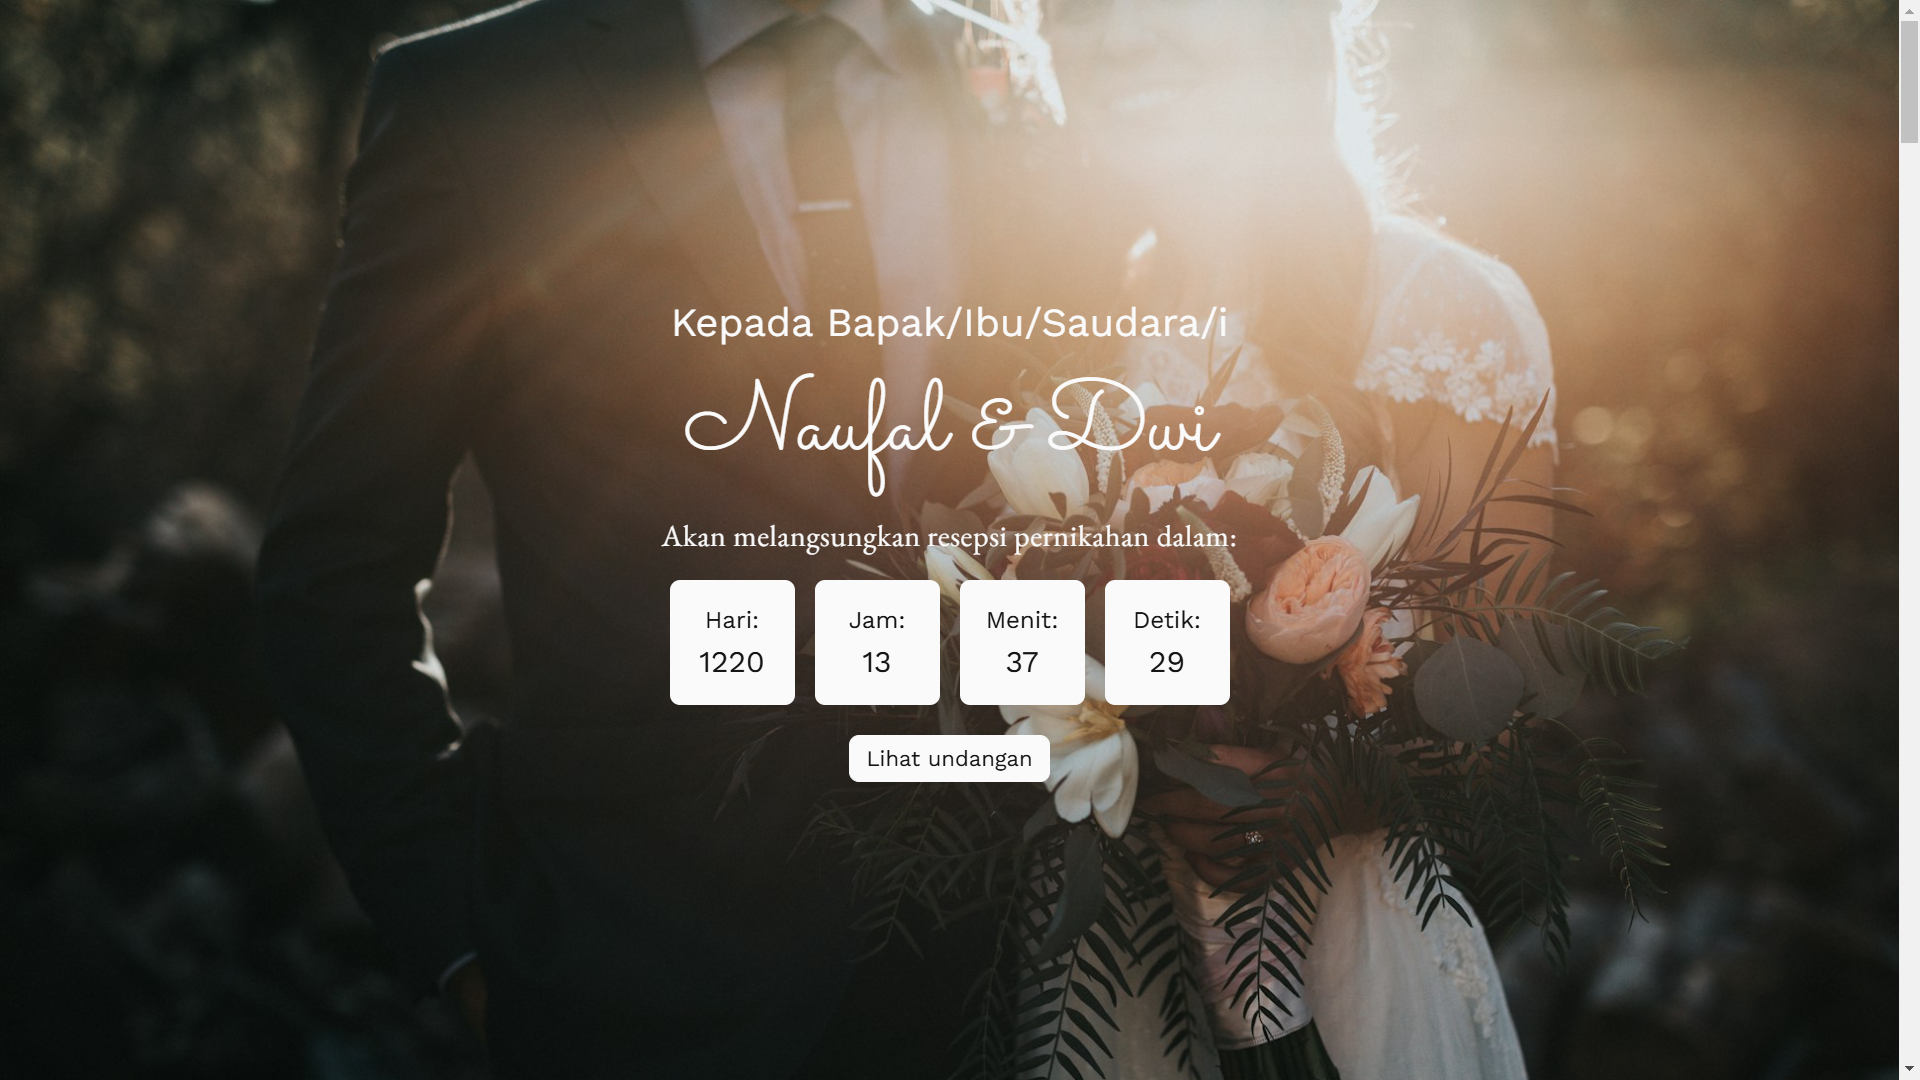 Kepada Bapak/Ibu/Saudara/i
Naufal & Dwi
Akan melangsungkan resepsi pernikahan dalam:
Hari:
1220
Jam:
13
Menit:
37
Detik:
29
Lihat undangan